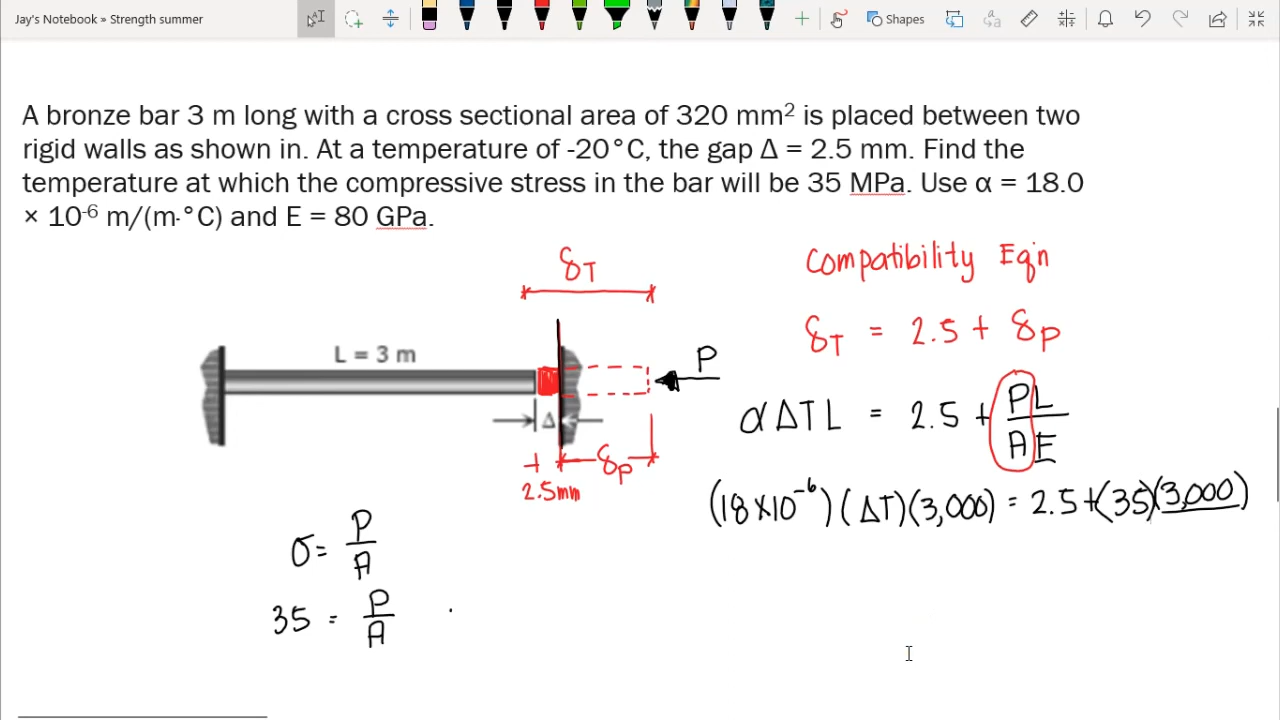 Jay's Notebook » Strength summer
Shapes
A bronze bar 3 m long with a cross sectional area of 320 mm² is placed between two
rigid walls as shown in. At a temperature of -20°C, the gap Δ = 2.5 mm. Find the
temperature at which the compressive stress in the bar will be 35 MPa. Use α = 18.0
× 10⁻⁶ m/(m·°C) and E = 80 GPa.
δT
Compatibility Eq'n
δT = 2.5 + δp
L = 3 m
P
αΔTL = 2.5 + PL/AE
Δ
δp
2.5mm
(18x10⁻⁶)(ΔT)(3,000) = 2.5+(35)(3,000)
σ= P/A
35 = P/A